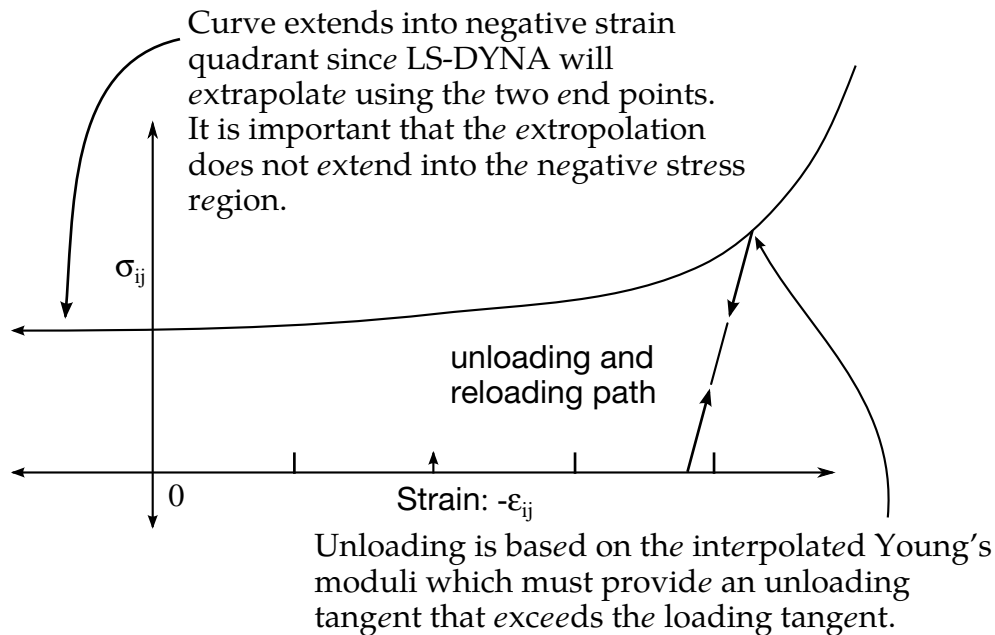 Curve extends into negative strain
quadrant since LS-DYNA will
extrapolate using the two end points.
It is important that the extropolation
does not extend into the negative stress
region.
σij
unloading and
reloading path
0
Strain: -εij
Unloading is based on the interpolated Young's
moduli which must provide an unloading
tangent that exceeds the loading tangent.